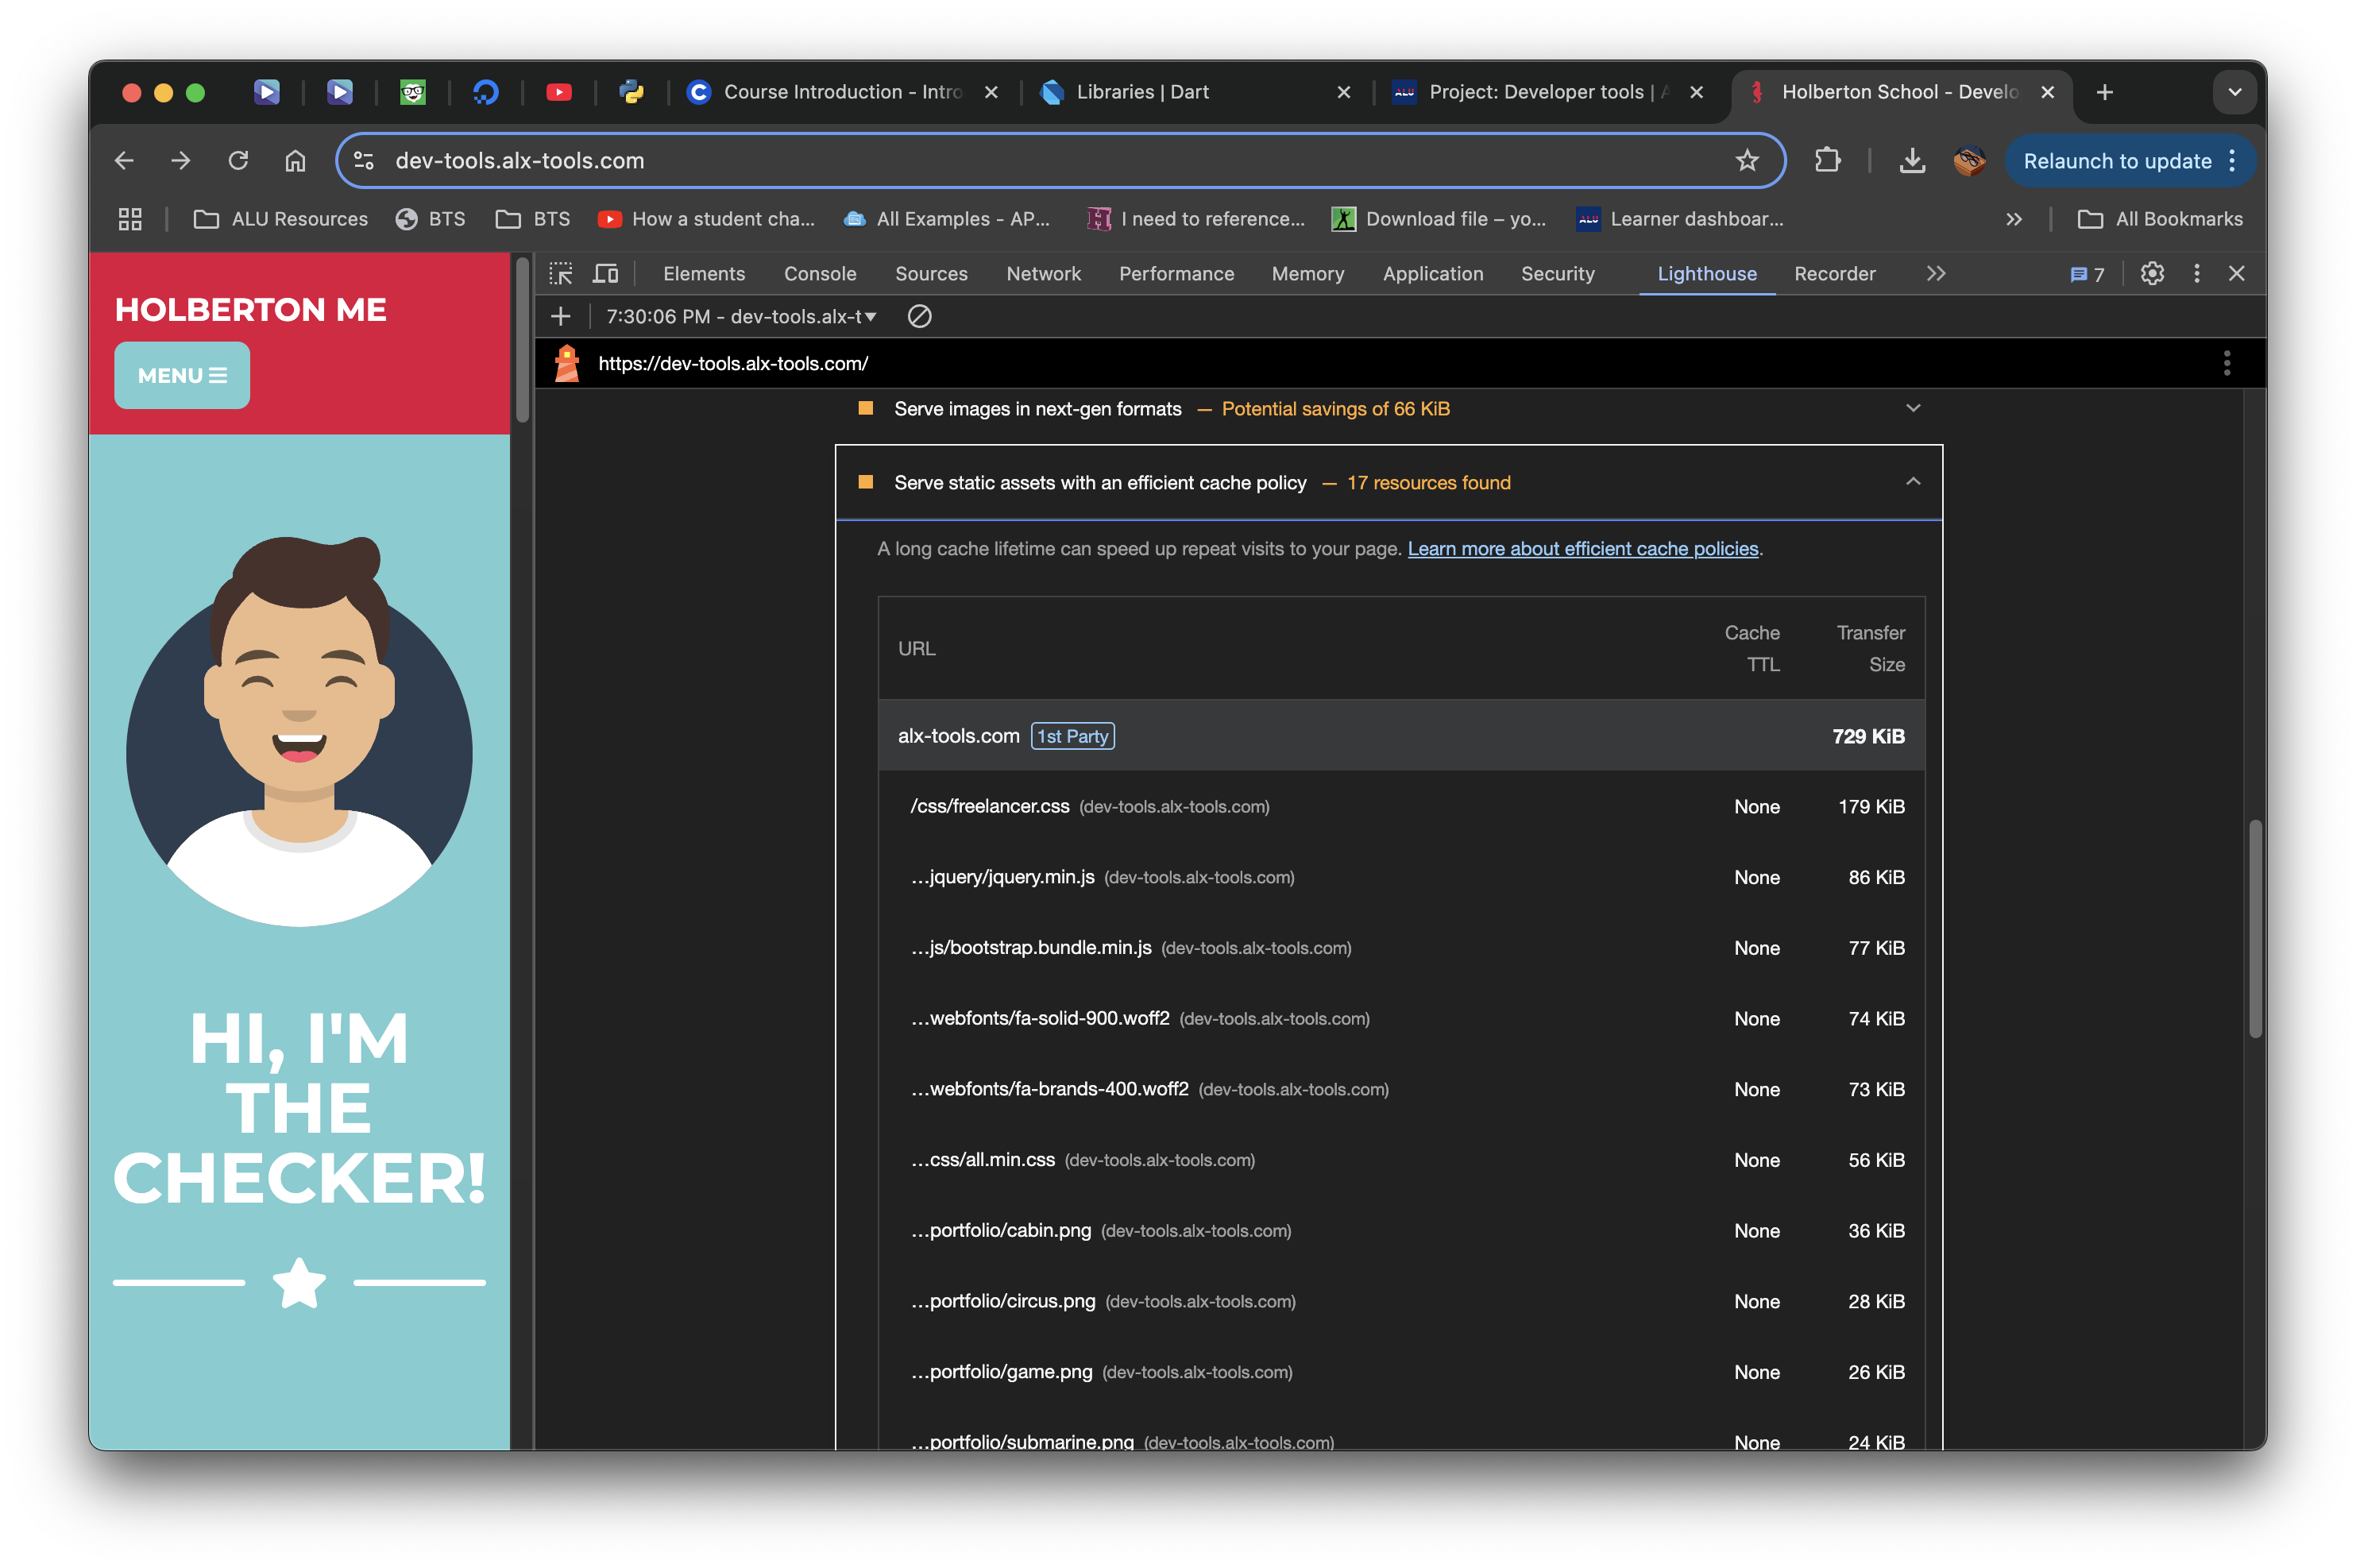 Course Introduction - Intro
Libraries | Dart
Project: Developer tools | A
Holberton School - Develo
dev-tools.alx-tools.com
Relaunch to update
ALU Resources
BTS
BTS
How a student cha...
All Examples - AP...
I need to reference...
Download file – yo...
ALU
Learner dashboar...
All Bookmarks
HOLBERTON ME
MENU
HI, I'M
THE
CHECKER!
Elements Console Sources Network Performance Memory Application Security Lighthouse Recorder 7
7:30:06 PM - dev-tools.alx-t
https://dev-tools.alx-tools.com/
Serve images in next-gen formats — Potential savings of 66 KiB
Serve static assets with an efficient cache policy — 17 resources found
A long cache lifetime can speed up repeat visits to your page. Learn more about efficient cache policies.
URL Cache TTL Transfer Size
alx-tools.com 1st Party 729 KiB
/css/freelancer.css (dev-tools.alx-tools.com) None 179 KiB
…jquery/jquery.min.js (dev-tools.alx-tools.com) None 86 KiB
…js/bootstrap.bundle.min.js (dev-tools.alx-tools.com) None 77 KiB
…webfonts/fa-solid-900.woff2 (dev-tools.alx-tools.com) None 74 KiB
…webfonts/fa-brands-400.woff2 (dev-tools.alx-tools.com) None 73 KiB
…css/all.min.css (dev-tools.alx-tools.com) None 56 KiB
…portfolio/cabin.png (dev-tools.alx-tools.com) None 36 KiB
…portfolio/circus.png (dev-tools.alx-tools.com) None 28 KiB
…portfolio/game.png (dev-tools.alx-tools.com) None 26 KiB
…portfolio/submarine.png (dev-tools.alx-tools.com) None 24 KiB